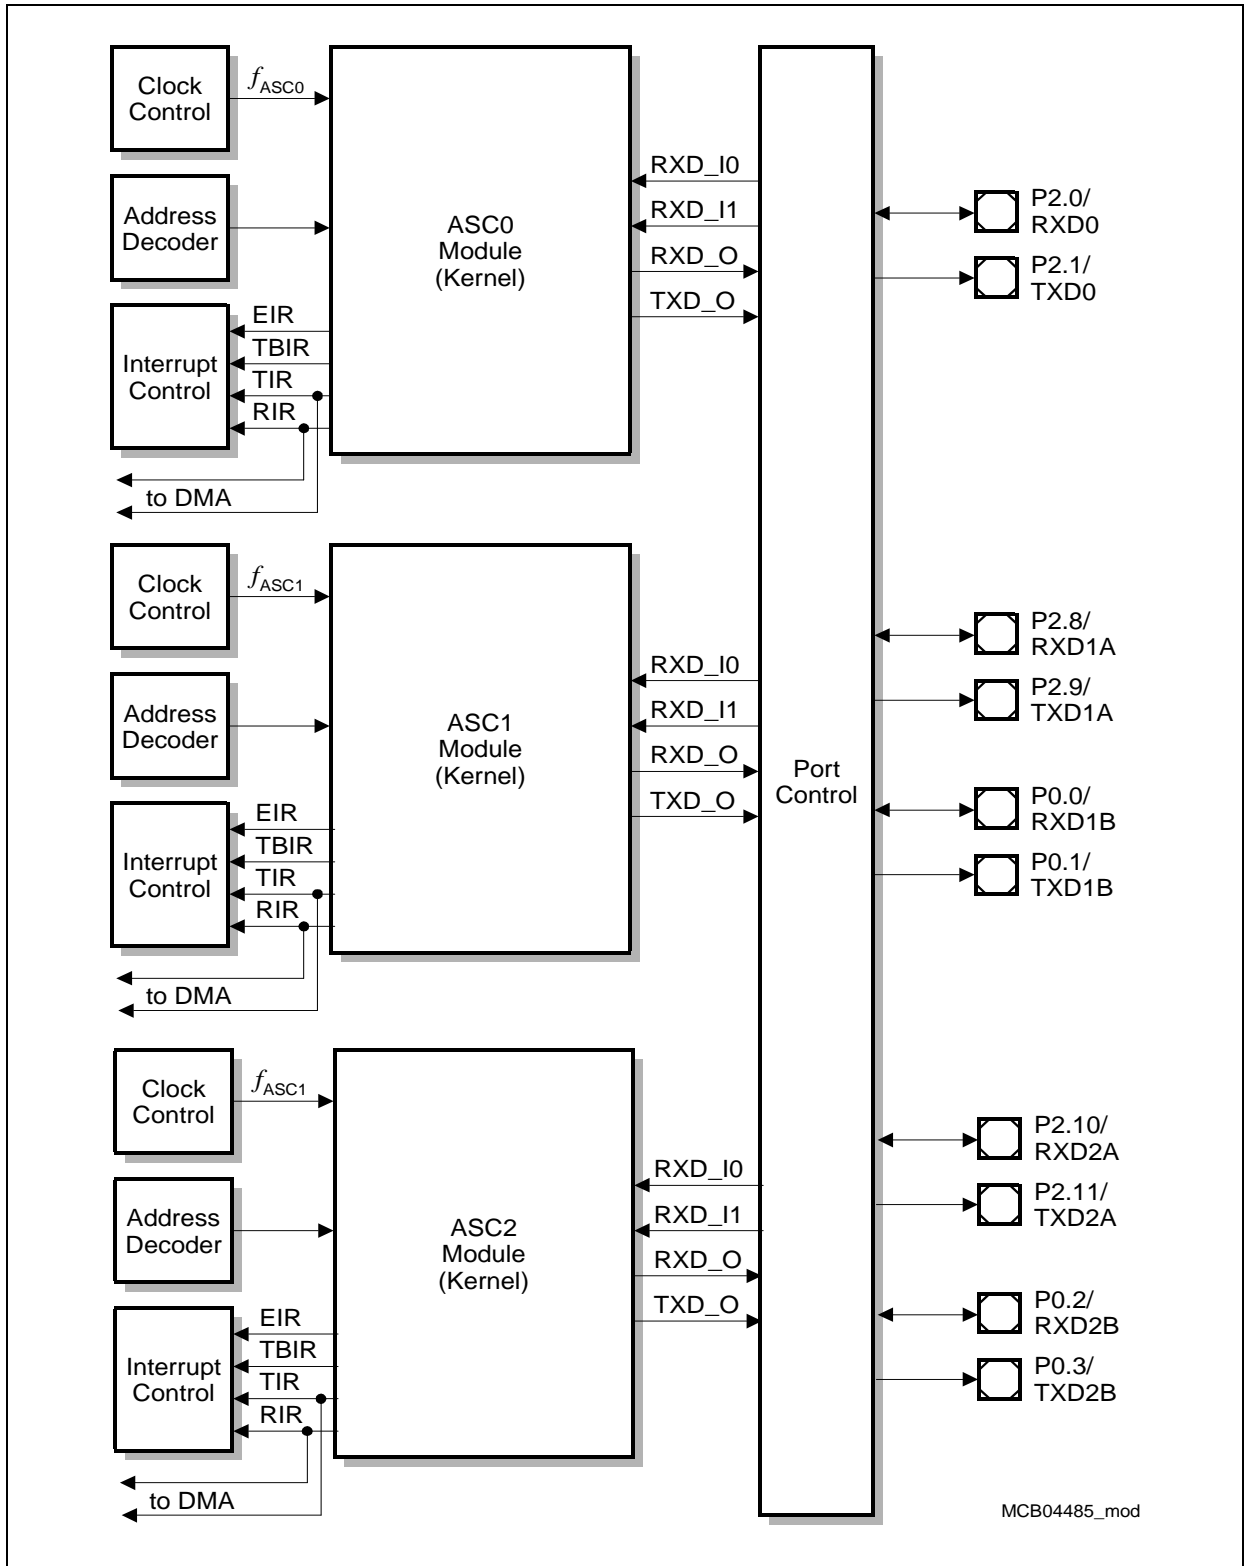 Clock
Control
fASC0
Address
Decoder
Interrupt
Control
EIR
TBIR
TIR
RIR
to DMA
ASC0
Module
(Kernel)
RXD_I0
RXD_I1
RXD_O
TXD_O
P2.0/
RXD0
P2.1/
TXD0
Clock
Control
fASC1
Address
Decoder
Interrupt
Control
EIR
TBIR
TIR
RIR
to DMA
ASC1
Module
(Kernel)
RXD_I0
RXD_I1
RXD_O
TXD_O
Port
Control
P2.8/
RXD1A
P2.9/
TXD1A
P0.0/
RXD1B
P0.1/
TXD1B
Clock
Control
fASC1
Address
Decoder
Interrupt
Control
EIR
TBIR
TIR
RIR
to DMA
ASC2
Module
(Kernel)
RXD_I0
RXD_I1
RXD_O
TXD_O
P2.10/
RXD2A
P2.11/
TXD2A
P0.2/
RXD2B
P0.3/
TXD2B
MCB04485_mod